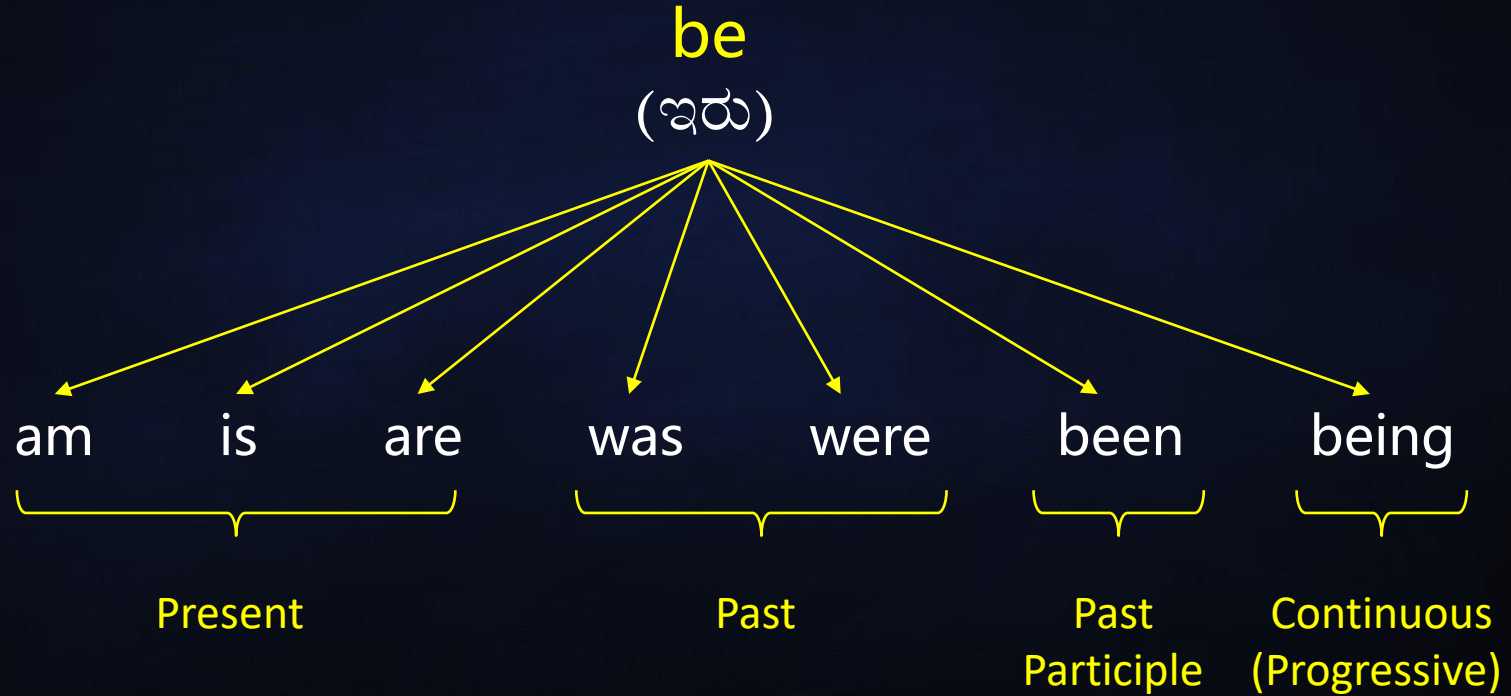 be
(ಇರು)
am is are was were been being
Present Past Past Participle Continuous (Progressive)